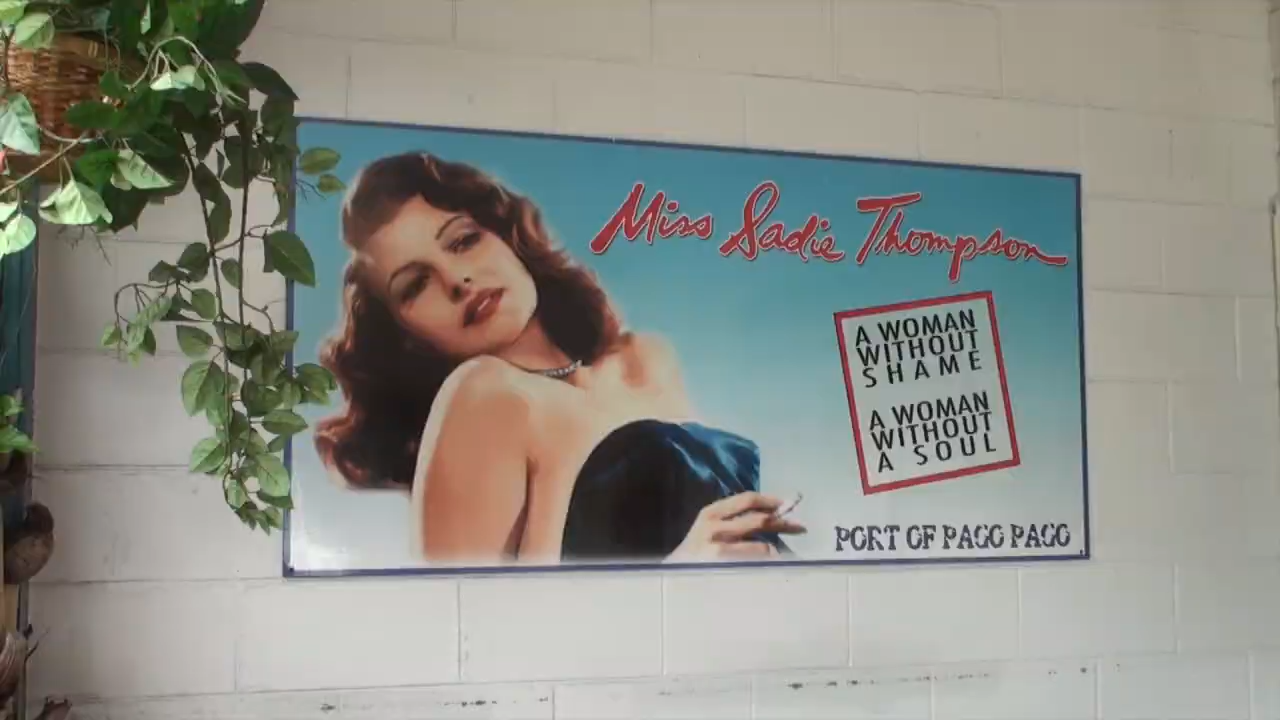 Miss Sadie Thompson
A WOMAN
WITHOUT
SHAME
A WOMAN
WITHOUT
A SOUL
PORT OF PAGO PAGO